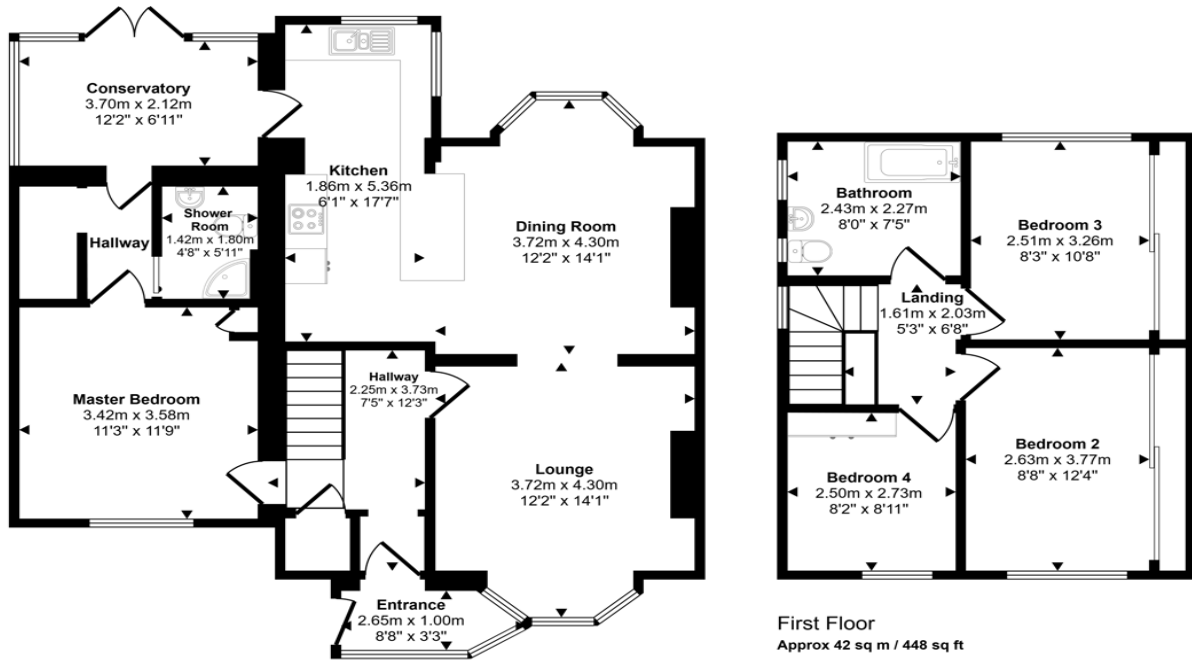 Conservatory
3.70m x 2.12m
12'2" x 6'11"
Kitchen
1.86m x 5.36m
6'1" x 17'7"
Shower
Room
1.42m x 1.80m
4'8" x 5'11"
Hallway
Dining Room
3.72m x 4.30m
12'2" x 14'1"
Master Bedroom
3.42m x 3.58m
11'3" x 11'9"
Hallway
2.25m x 3.73m
7'5" x 12'3"
Lounge
3.72m x 4.30m
12'2" x 14'1"
Entrance
2.65m x 1.00m
8'8" x 3'3"
Bathroom
2.43m x 2.27m
8'0" x 7'5"
Bedroom 3
2.51m x 3.26m
8'3" x 10'8"
Landing
1.61m x 2.03m
5'3" x 6'8"
Bedroom 2
2.63m x 3.77m
8'8" x 12'4"
Bedroom 4
2.50m x 2.73m
8'2" x 8'11"
First Floor
Approx 42 sq m / 448 sq ft